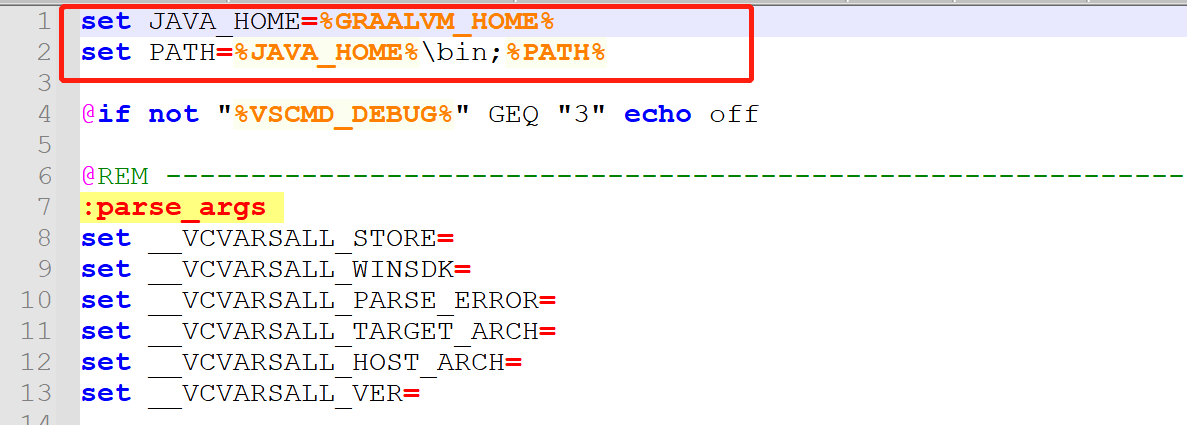 1 set JAVA_HOME=%GRAALVM_HOME%
2 set PATH=%JAVA_HOME%\bin;%PATH%
3
4 @if not "%VSCMD_DEBUG%" GEQ "3" echo off
5
6 @REM ------------------------------------------------------------
7 :parse_args
8 set __VCVARSALL_STORE=
9 set __VCVARSALL_WINSDK=
10 set __VCVARSALL_PARSE_ERROR=
11 set __VCVARSALL_TARGET_ARCH=
12 set __VCVARSALL_HOST_ARCH=
13 set __VCVARSALL_VER=
14